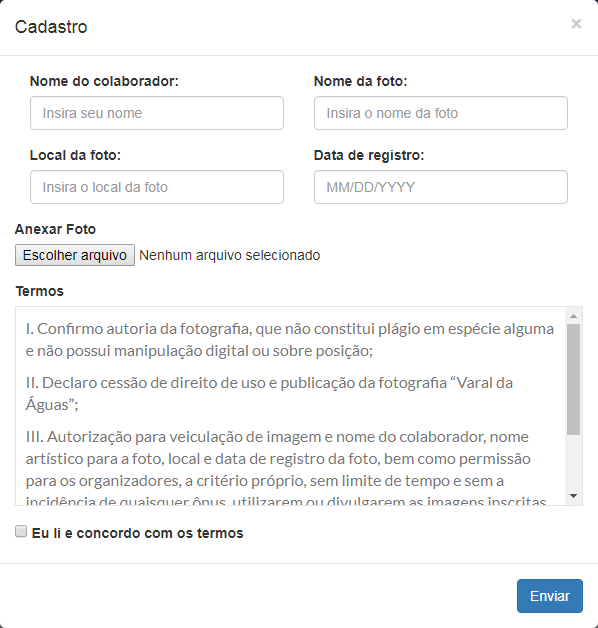 Cadastro ×
Nome do colaborador: Nome da foto:
Insira seu nome Insira o nome da foto
Local da foto: Data de registro:
Insira o local da foto MM/DD/YYYY
Anexar Foto
Escolher arquivo Nenhum arquivo selecionado
Termos
I. Confirmo autoria da fotografia, que não constitui plágio em espécie alguma
e não possui manipulação digital ou sobre posição;
II. Declaro cessão de direito de uso e publicação da fotografia “Varal da
Águas”;
III. Autorização para veiculação de imagem e nome do colaborador, nome
artístico para a foto, local e data de registro da foto, bem como permissão
para os organizadores, a critério próprio, sem limite de tempo e sem a
incidência de quaisquer ônus, utilizarem ou divulgarem as imagens inscritas
Eu li e concordo com os termos
Enviar